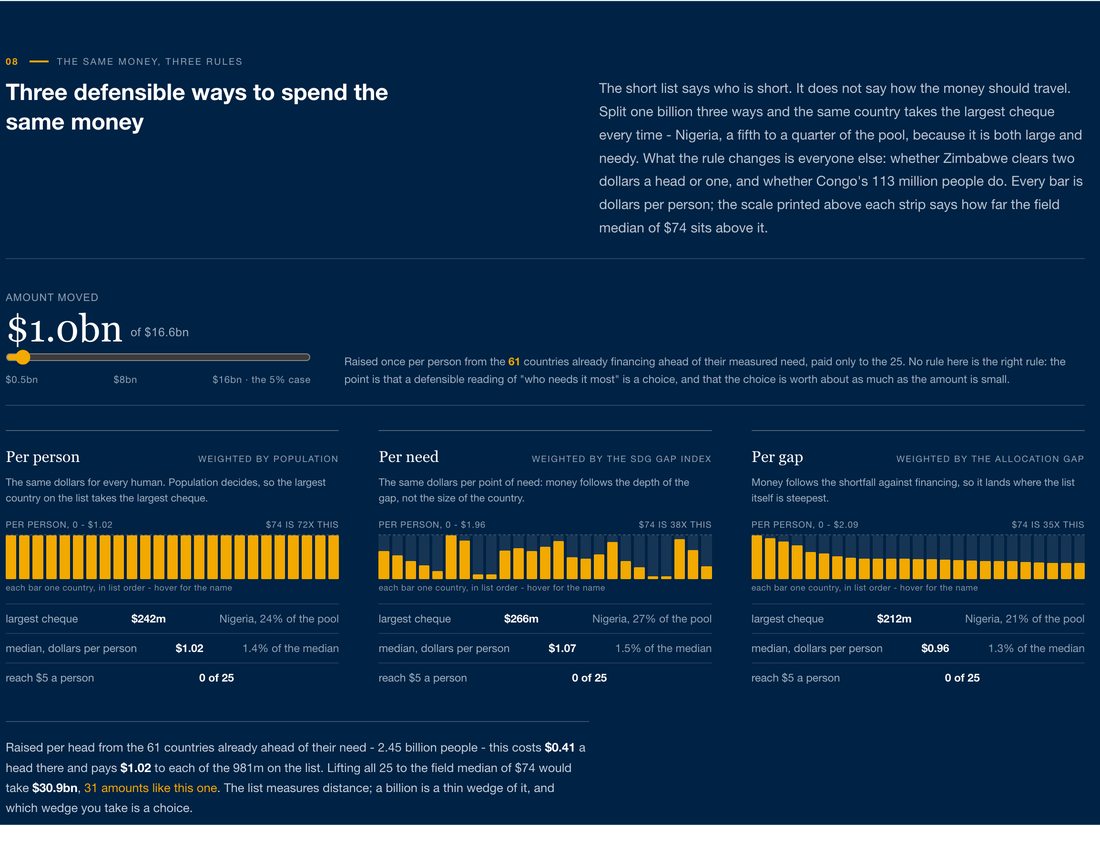 08 — THE SAME MONEY, THREE RULES
Three defensible ways to spend the
same money
The short list says who is short. It does not say how the money should travel.
Split one billion three ways and the same country takes the largest cheque
every time - Nigeria, a fifth to a quarter of the pool, because it is both large and
needy. What the rule changes is everyone else: whether Zimbabwe clears two
dollars a head or one, and whether Congo's 113 million people do. Every bar is
dollars per person; the scale printed above each strip says how far the field
median of $74 sits above it.
AMOUNT MOVED
$1.0bn of $16.6bn
$0.5bn $8bn $16bn · the 5% case
Raised once per person from the 61 countries already financing ahead of their measured need, paid only to the 25. No rule here is the right rule: the
point is that a defensible reading of "who needs it most" is a choice, and that the choice is worth about as much as the amount is small.
Per person WEIGHTED BY POPULATION
The same dollars for every human. Population decides, so the largest
country on the list takes the largest cheque.
PER PERSON, 0 - $1.02 $74 IS 72X THIS
each bar one country, in list order - hover for the name
largest cheque $242m Nigeria, 24% of the pool
median, dollars per person $1.02 1.4% of the median
reach $5 a person 0 of 25
Per need WEIGHTED BY THE SDG GAP INDEX
The same dollars per point of need: money follows the depth of the
gap, not the size of the country.
PER PERSON, 0 - $1.96 $74 IS 38X THIS
each bar one country, in list order - hover for the name
largest cheque $266m Nigeria, 27% of the pool
median, dollars per person $1.07 1.5% of the median
reach $5 a person 0 of 25
Per gap WEIGHTED BY THE ALLOCATION GAP
Money follows the shortfall against financing, so it lands where the list
itself is steepest.
PER PERSON, 0 - $2.09 $74 IS 35X THIS
each bar one country, in list order - hover for the name
largest cheque $212m Nigeria, 21% of the pool
median, dollars per person $0.96 1.3% of the median
reach $5 a person 0 of 25
Raised per head from the 61 countries already ahead of their need - 2.45 billion people - this costs $0.41 a
head there and pays $1.02 to each of the 981m on the list. Lifting all 25 to the field median of $74 would
take $30.9bn, 31 amounts like this one. The list measures distance; a billion is a thin wedge of it, and
which wedge you take is a choice.